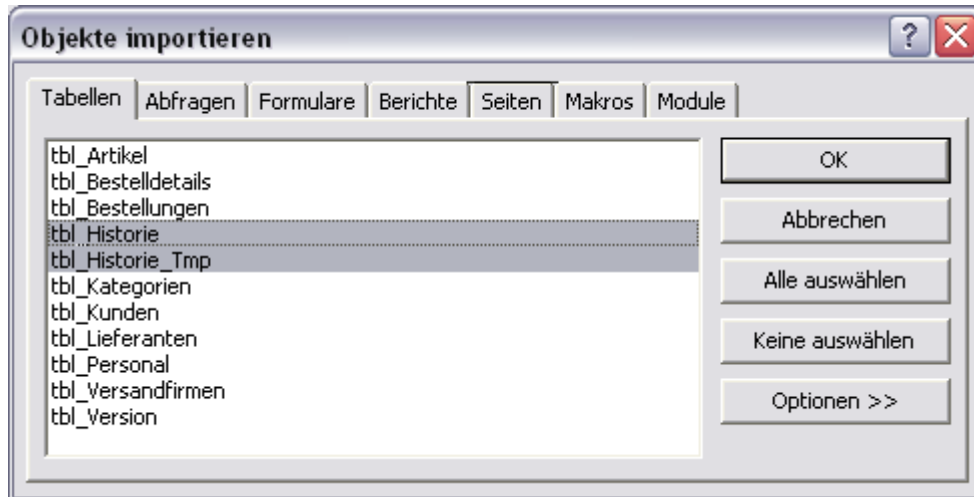 Objekte importieren
?
Tabellen Abfragen Formulare Berichte Seiten Makros Module
tbl_Artikel
tbl_Bestelldetails
tbl_Bestellungen
tbl_Historie
tbl_Historie_Tmp
tbl_Kategorien
tbl_Kunden
tbl_Lieferanten
tbl_Personal
tbl_Versandfirmen
tbl_Version
OK
Abbrechen
Alle auswählen
Keine auswählen
Optionen >>